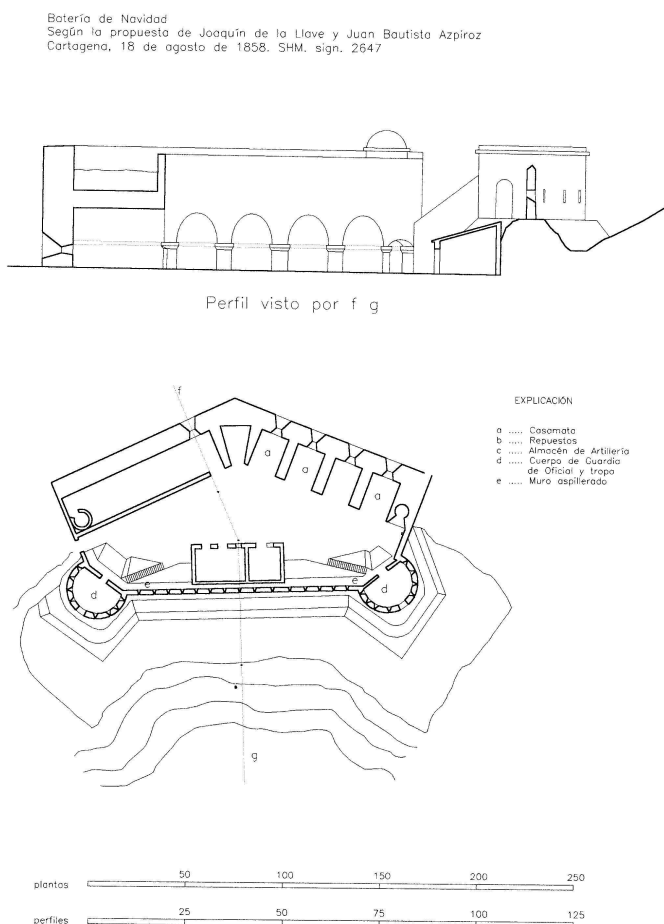 Batería de Navidad
Según la propuesta de Joaquín de la Llave y Juan Bautista Azpiroz
Cartagena, 18 de agosto de 1858. SHM. sign. 2647
Perfil visto por f g
f
EXPLICACIÓN
a ..... Casamata
b ..... Repuestos
c ..... Almacén de Artillería
d ..... Cuerpo de Guardia
de Oficial y tropa
e ..... Muro aspillerado
a
a
a
e
e
d
d
g
50 100 150 200 250
plantas
25 50 75 100 125
perfiles